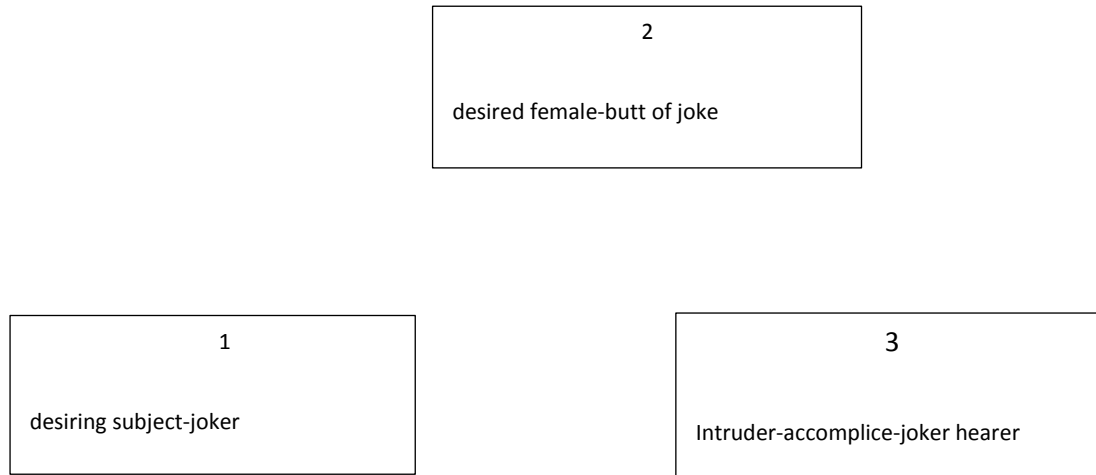 2
desired female-butt of joke
1
desiring subject-joker
3
Intruder-accomplice-joker hearer